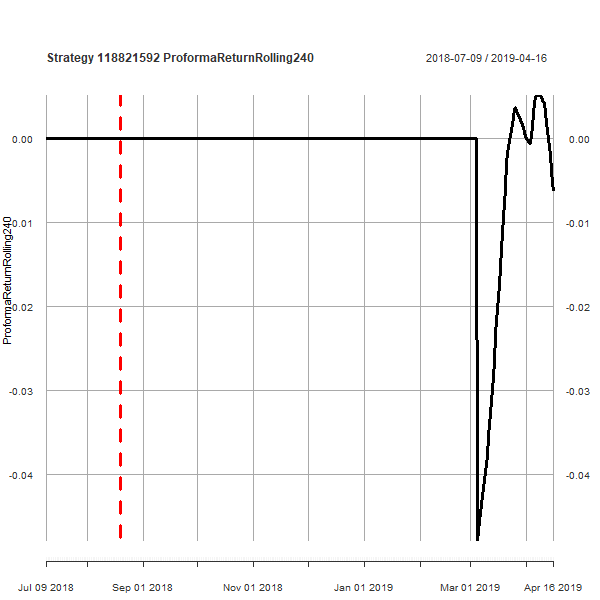 Strategy 118821592 ProformaReturnRolling240
2018-07-09 / 2019-04-16
ProformaReturnRolling240
0.00
-0.01
-0.02
-0.03
-0.04
0.00
-0.01
-0.02
-0.03
-0.04
Jul 09 2018 Sep 01 2018 Nov 01 2018 Jan 01 2019 Mar 01 2019 Apr 16 2019